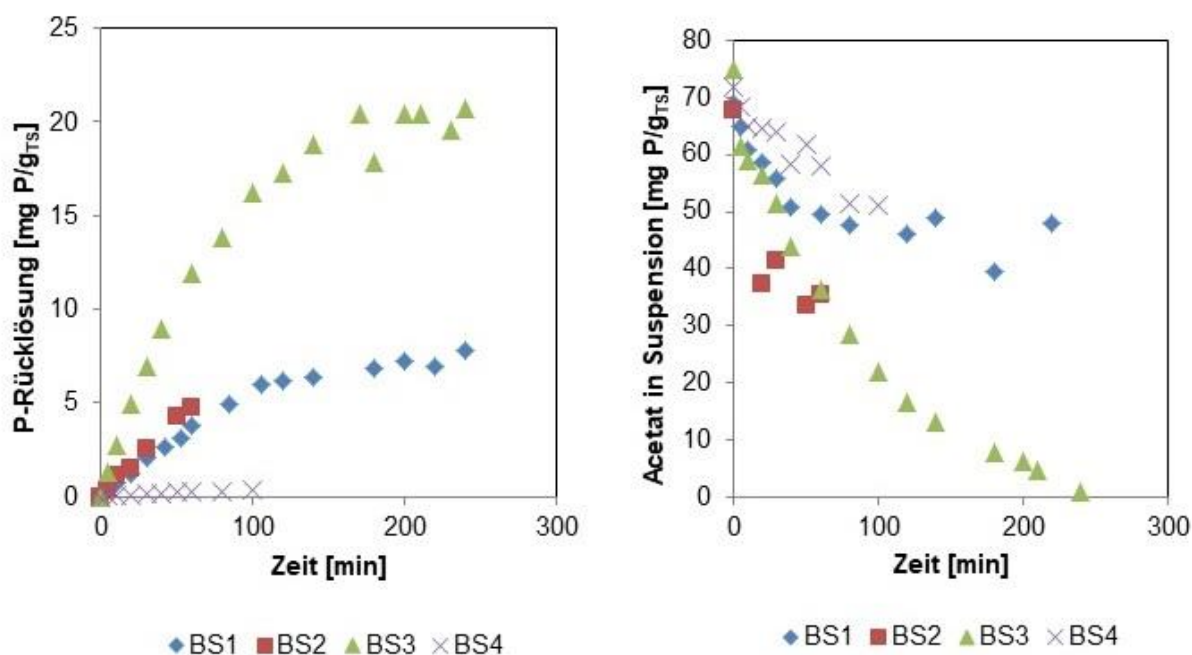 P-Rücklösung [mg P/gTS]
25
20
15
10
5
0
0 100 200 300
Zeit [min]
BS1 BS2 BS3 BS4
Acetat in Suspension [mg P/gTS]
80
70
60
50
40
30
20
10
0
0 100 200 300
Zeit [min]
BS1 BS2 BS3 BS4